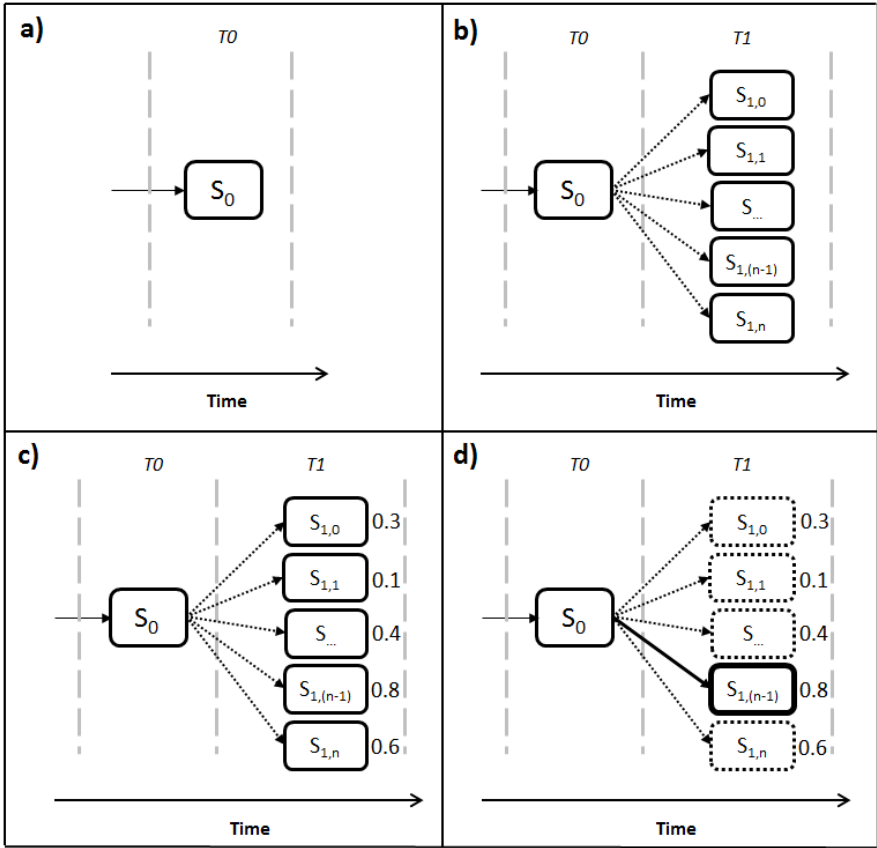 a)
T0
S0
Time
b)
T0 T1
S1,0
S1,1
S0
S...
S1,(n-1)
S1,n
Time
c)
T0 T1
S1,0 0.3
S1,1 0.1
S0
S... 0.4
S1,(n-1) 0.8
S1,n 0.6
Time
d)
T0 T1
S1,0 0.3
S1,1 0.1
S0
S... 0.4
S1,(n-1) 0.8
S1,n 0.6
Time